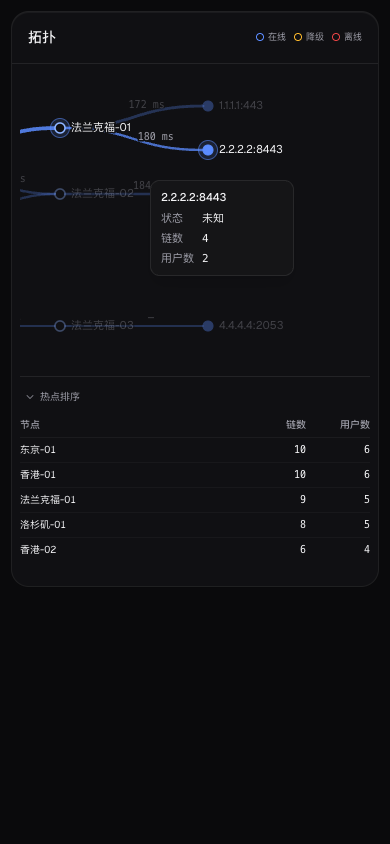 拓扑
在线 降级 离线
172 ms
1.1.1.1:443
法兰克福-01
180 ms
2.2.2.2:8443
s
法兰克福-02
184
2.2.2.2:8443
状态 未知
链数 4
用户数 2
—
法兰克福-03
4.4.4.4:2053
热点排序
节点 链数 用户数
东京-01 10 6
香港-01 10 6
法兰克福-01 9 5
洛杉矶-01 8 5
香港-02 6 4